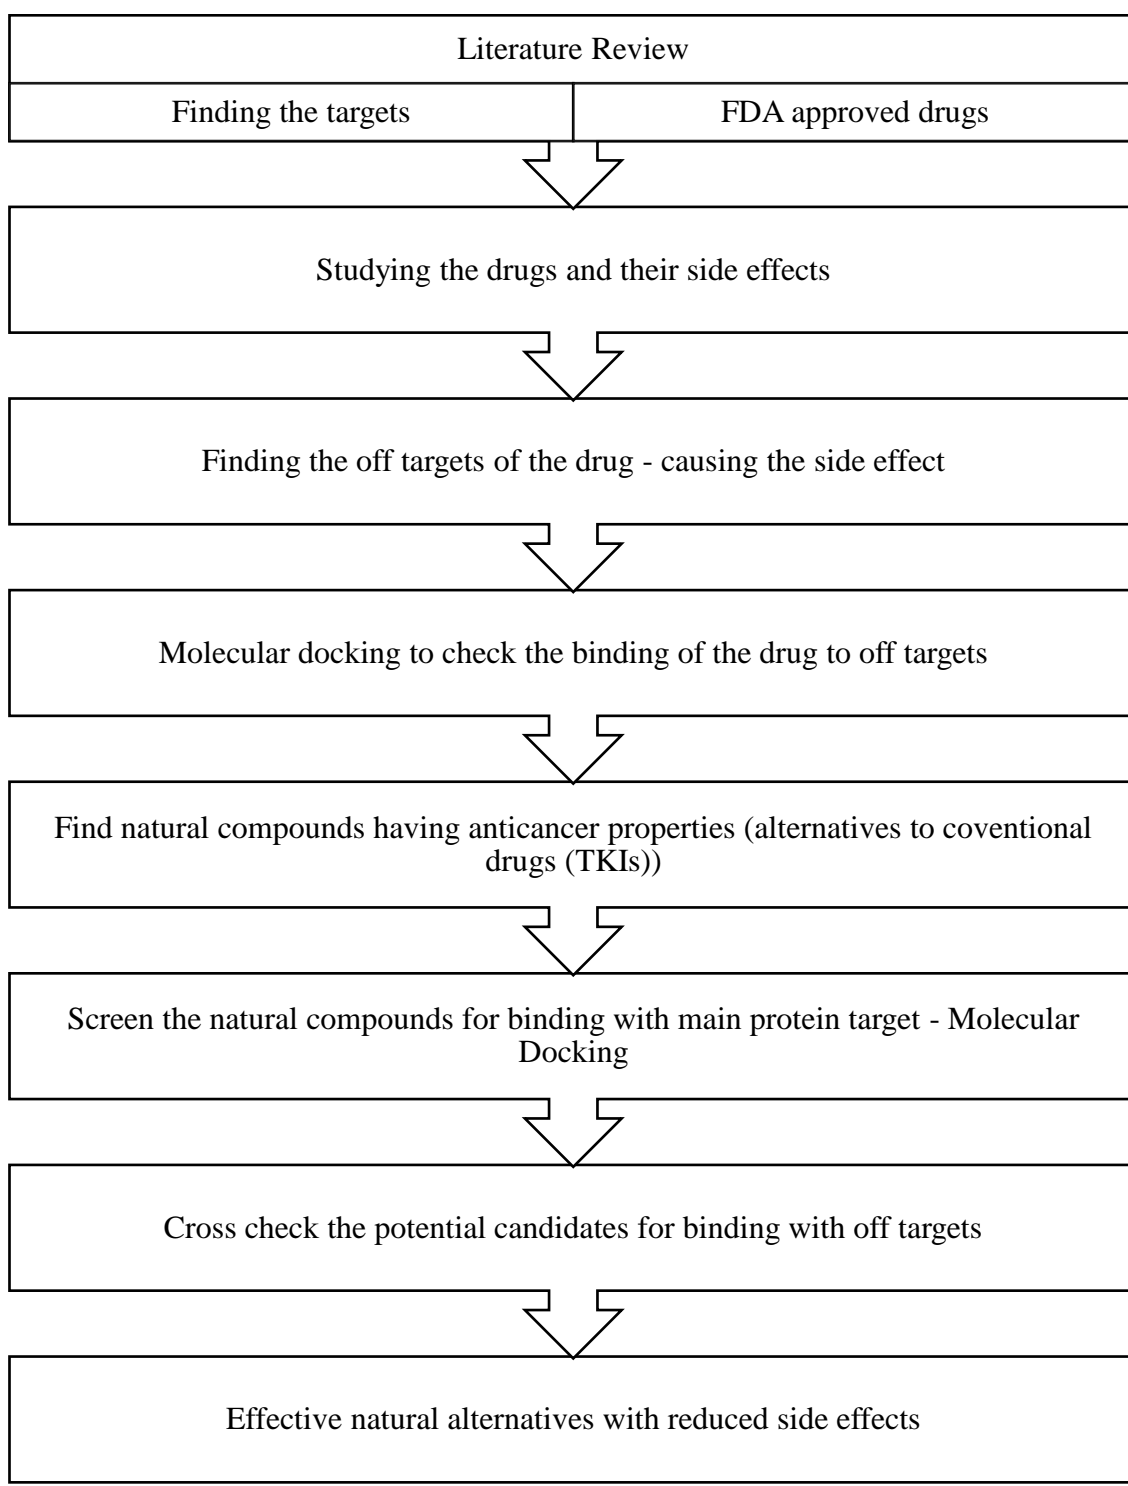 Literature Review
Finding the targets
FDA approved drugs
Studying the drugs and their side effects
Finding the off targets of the drug - causing the side effect
Molecular docking to check the binding of the drug to off targets
Find natural compounds having anticancer properties (alternatives to coventional
drugs (TKIs))
Screen the natural compounds for binding with main protein target - Molecular
Docking
Cross check the potential candidates for binding with off targets
Effective natural alternatives with reduced side effects